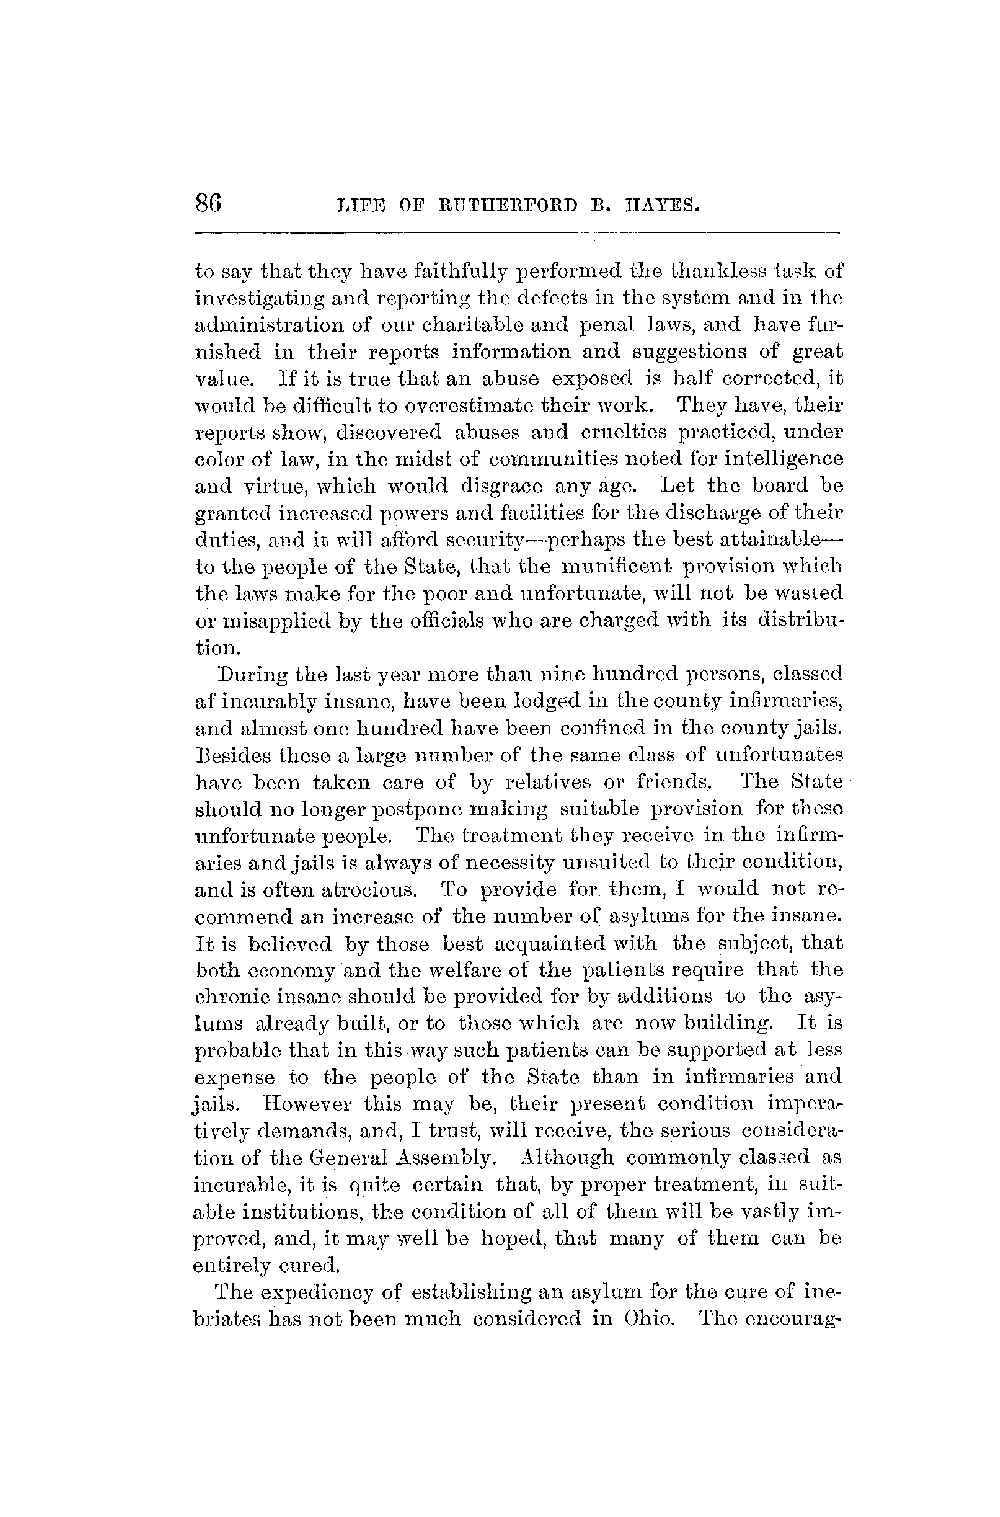 86 LIFE OF RUTHERFORD B. HAYES.
to say that they have faithfully performed the thankless task of
investigating and reporting the defects in the system and in the
administration of our charitable and penal laws, and have fur-
nished in their reports information and suggestions of great
value. If it is true that an abuse exposed is half corrected, it
would be difficult to overestimate their work. They have, their
reports show, discovered abuses and cruelties practiced, under
color of law, in the midst of communities noted for intelligence
and virtue, which would disgrace any age. Let the board be
granted increased powers and facilities for the discharge of their
duties, and it will afford security—perhaps the best attainable—
to the people of the State, that the munificent provision which
the laws make for the poor and unfortunate, will not be wasted
or misapplied by the officials who are charged with its distribu-
tion.
During the last year more than nine hundred persons, classed
af incurably insane, have been lodged in the county infirmaries,
and almost one hundred have been confined in the county jails.
Besides these a large number of the same class of unfortunates
have been taken care of by relatives or friends. The State
should no longer postpone making suitable provision for these
unfortunate people. The treatment they receive in the infirm-
aries and jails is always of necessity unsuited to their condition,
and is often atrocious. To provide for them, I would not re-
commend an increase of the number of asylums for the insane.
It is believed by those best acquainted with the subject, that
both economy and the welfare of the patients require that the
chronic insane should be provided for by additions to the asy-
lums already built, or to those which are now building. It is
probable that in this way such patients can be supported at less
expense to the people of the State than in infirmaries and
jails. However this may be, their present condition impera-
tively demands, and, I trust, will receive, the serious considera-
tion of the General Assembly. Although commonly classed as
incurable, it is quite certain that, by proper treatment, in suit-
able institutions, the condition of all of them will be vastly im-
proved, and, it may well be hoped, that many of them can be
entirely cured.
The expediency of establishing an asylum for the cure of ine-
briates has not been much considered in Ohio. The encourag-